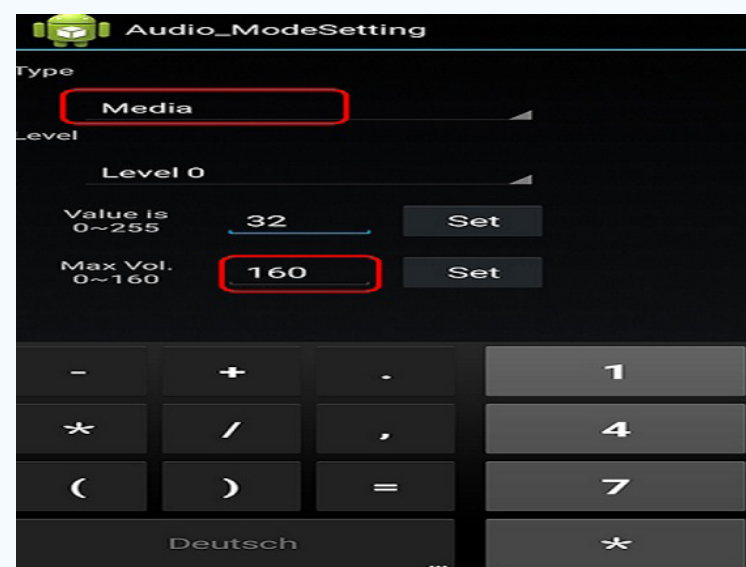 Audio_ModeSetting
Type
Media
Level
Level 0
Value is
0~255
32
Set
Max Vol.
0~160
160
Set
- + . 1
* / , 4
( ) = 7
Deutsch *
...